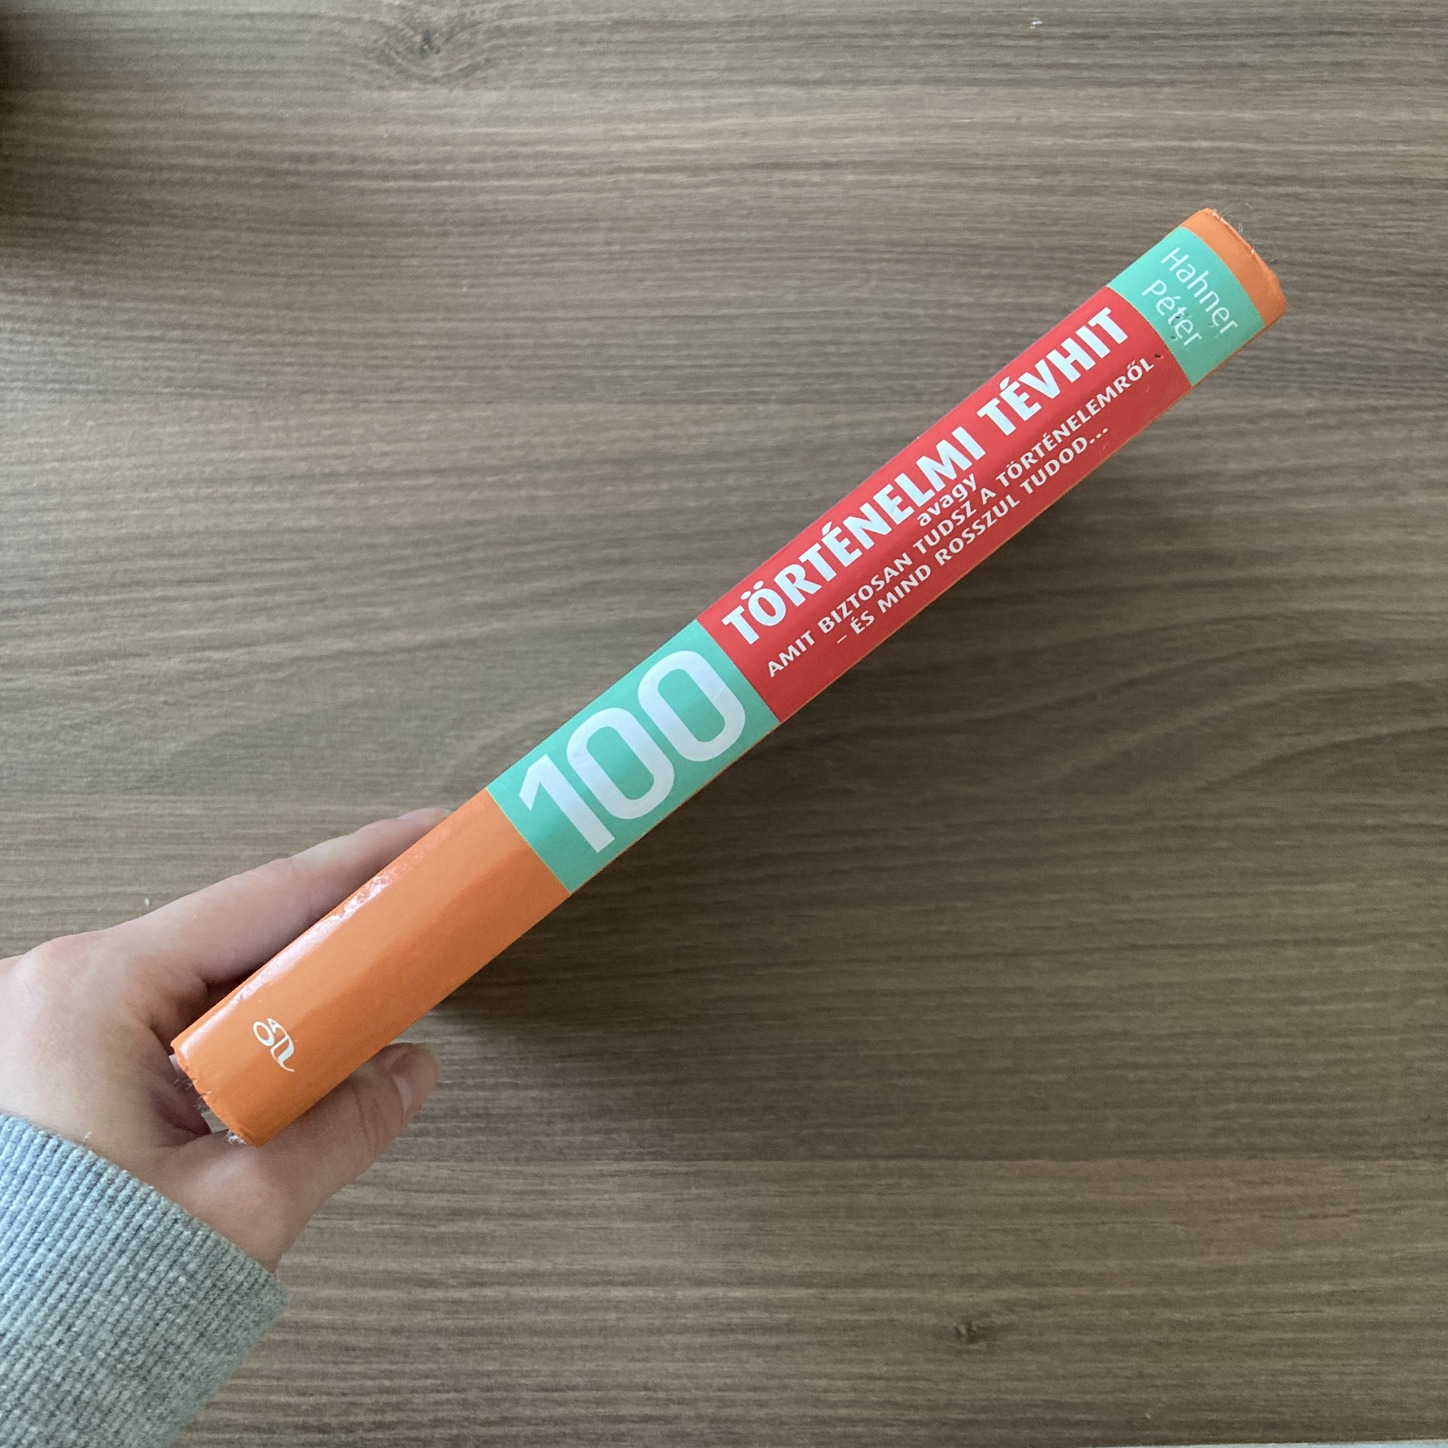 Hahner
Péter
100
TÖRTÉNELMI TÉVHIT
avagy
AMIT BIZTOSAN TUDSZ A TÖRTÉNELEMRŐL
– ÉS MIND ROSSZUL TUDOD...